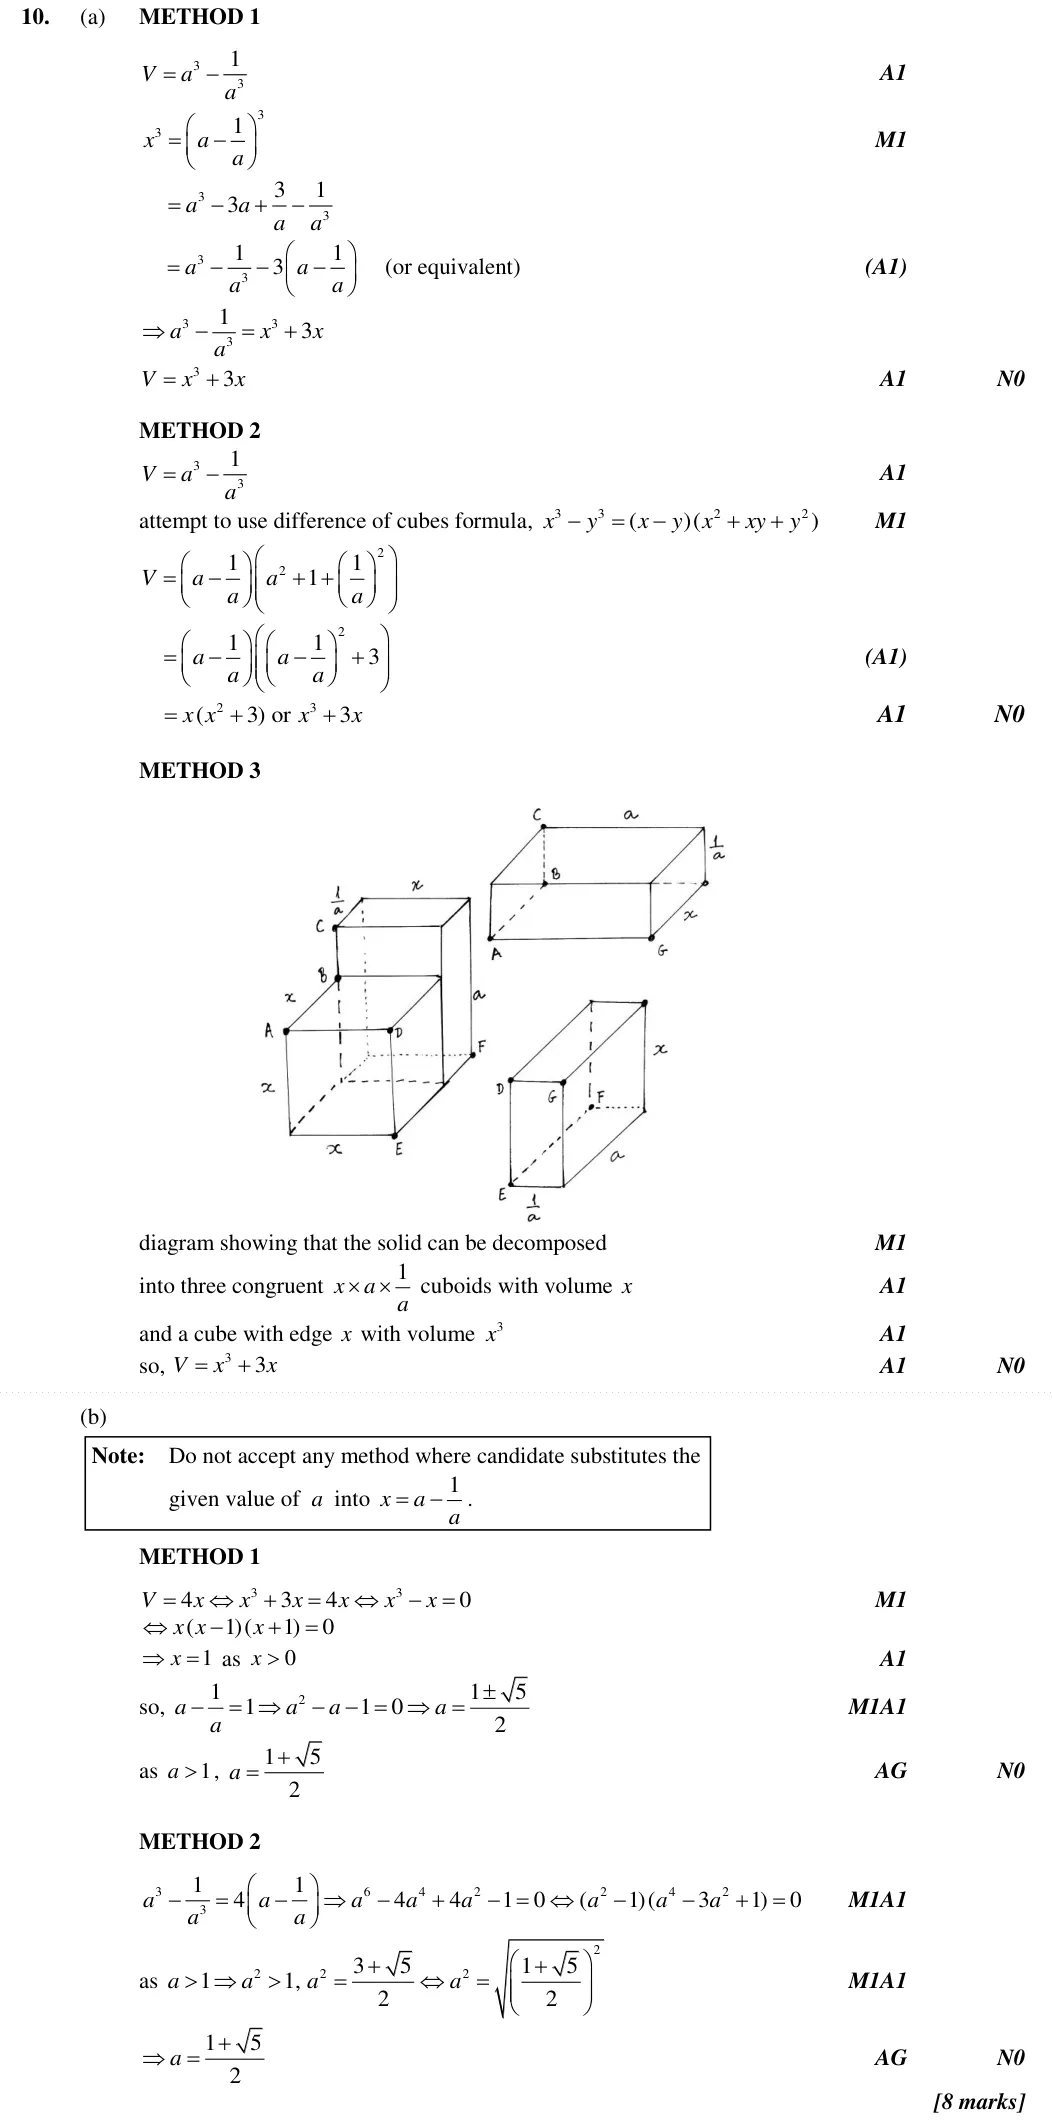 10. (a) METHOD 1
V = a³ − 1/a³ A1
x³ = (a − 1/a)³ M1
= a³ − 3a + 3/a − 1/a³
= a³ − 1/a³ − 3(a − 1/a) (or equivalent) (A1)
⇒ a³ − 1/a³ = x³ + 3x
V = x³ + 3x A1 N0
METHOD 2
V = a³ − 1/a³ A1
attempt to use difference of cubes formula, x³ − y³ = (x − y)(x² + xy + y²) M1
V = (a − 1/a)(a² + 1 + (1/a)²)
= (a − 1/a)((a − 1/a)² + 3) (A1)
= x(x² + 3) or x³ + 3x A1 N0
METHOD 3
C a
1/a
B
x
A G
1/a x
C
B
x a
A D
F
x
x E
x
D G F
a
E 1/a
diagram showing that the solid can be decomposed M1
into three congruent x × a × 1/a cuboids with volume x A1
and a cube with edge x with volume x³ A1
so, V = x³ + 3x A1 N0
(b)
Note: Do not accept any method where candidate substitutes the
given value of a into x = a − 1/a .
METHOD 1
V = 4x ⇔ x³ + 3x = 4x ⇔ x³ − x = 0 M1
⇔ x(x − 1)(x + 1) = 0
⇒ x = 1 as x > 0 A1
so, a − 1/a = 1 ⇒ a² − a − 1 = 0 ⇒ a = (1 ± √5)/2 M1A1
as a > 1, a = (1 + √5)/2 AG N0
METHOD 2
a³ − 1/a³ = 4(a − 1/a) ⇒ a⁶ − 4a⁴ + 4a² − 1 = 0 ⇔ (a² − 1)(a⁴ − 3a² + 1) = 0 M1A1
as a > 1 ⇒ a² > 1, a² = (3 + √5)/2 ⇔ a² = √((1 + √5)/2)² M1A1
⇒ a = (1 + √5)/2 AG N0
[8 marks]